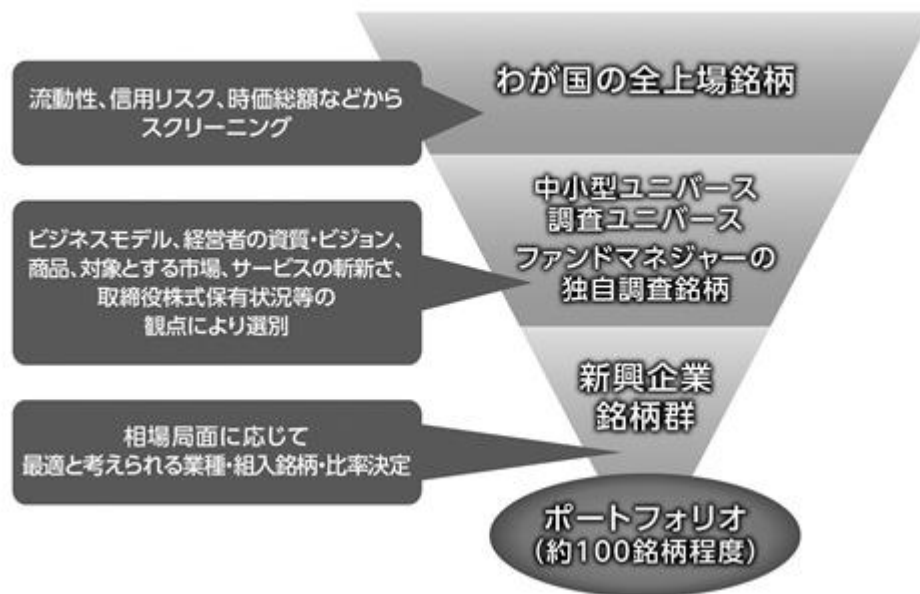 わが国の全上場銘柄
流動性、信用リスク、時価総額などから
スクリーニング
中小型ユニバース
調査ユニバース
ファンドマネジャーの
独自調査銘柄
ビジネスモデル、経営者の資質・ビジョン、
商品、対象とする市場、サービスの斬新さ、
取締役株式保有状況等の
観点により選別
新興企業
銘柄群
相場局面に応じて
最適と考えられる業種・組入銘柄・比率決定
ポートフォリオ
(約100銘柄程度)